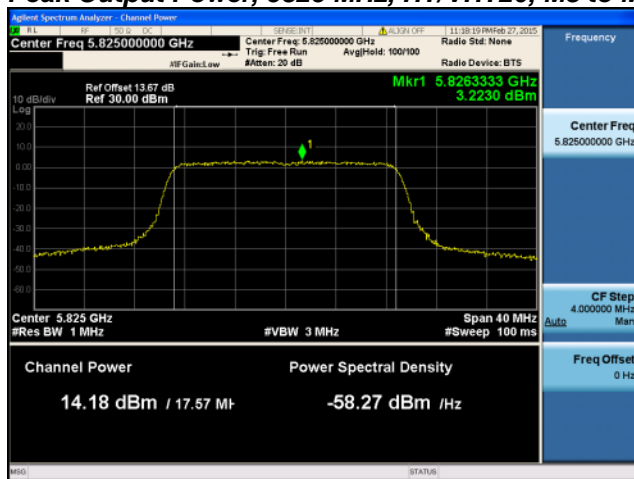 Agilent Spectrum Analyzer - Channel Power
RL RF 50 Ω DC SENSE:INT ALIGN OFF 11:18:19 PM Feb 27, 2015
Center Freq 5.825000000 GHz
Center Freq: 5.825000000 GHz
Radio Std: None
Trig: Free Run Avg|Hold: 100/100
#IFGain:Low #Atten: 20 dB Radio Device: BTS
Frequency
Mkr1 5.8263333 GHz
3.2230 dBm
Ref Offset 13.67 dB
10 dB/div Ref 30.00 dBm
Log
20.0
10.0
0.00
-10.0
-20.0
-30.0
-40.0
-50.0
-60.0
1
Center 5.825 GHz Span 40 MHz
#Res BW 1 MHz #VBW 3 MHz #Sweep 100 ms
Channel Power Power Spectral Density
14.18 dBm / 17.57 MH -58.27 dBm /Hz
Center Freq
5.825000000 GHz
CF Step
4.000000 MHz
Auto Man
Freq Offset
0 Hz
MSG STATUS